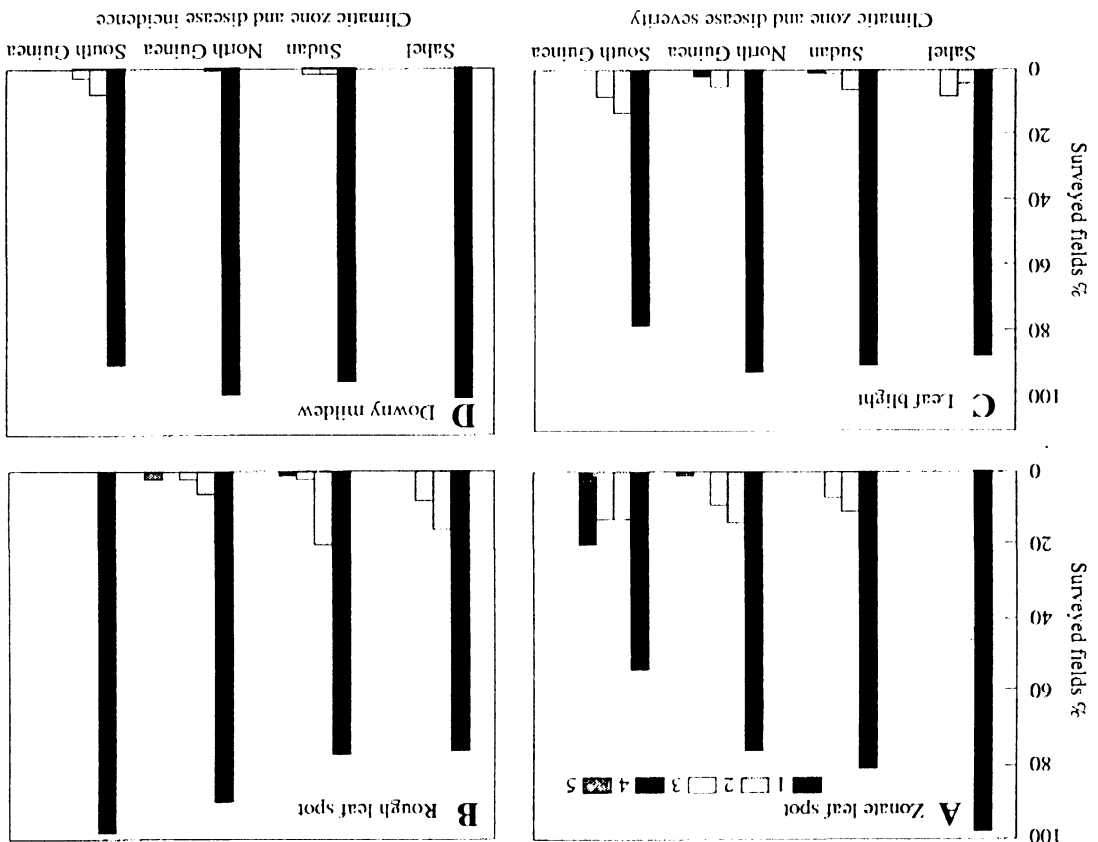 A Zonate leaf spot
1 2 3 4 5
100
80
60
40
20
0
Surveyed fields %
B Rough leaf spot
C Leaf blight
100
80
60
40
20
0
Surveyed fields %
Sahel Sudan North Guinea South Guinea
Climatic zone and disease severity
D Downy mildew
Sahel Sudan North Guinea South Guinea
Climatic zone and disease incidence